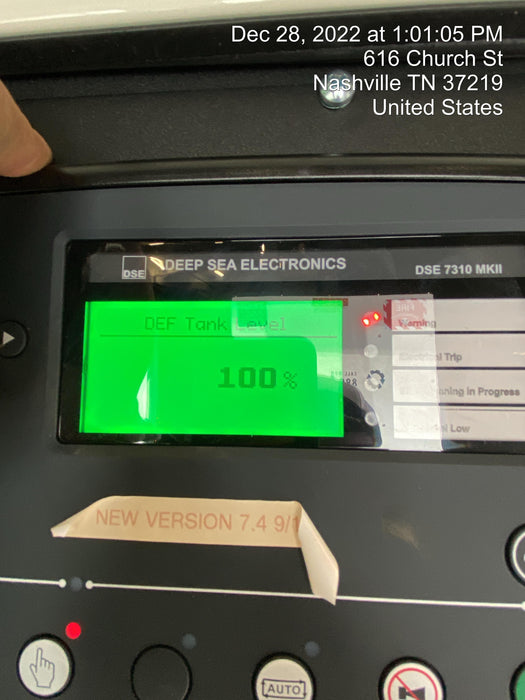 Dec 28, 2022 at 1:01:05 PM
616 Church St
Nashville TN 37219
United States
DSE
DEEP SEA ELECTRONICS
DSE 7310 MKII
DEF Tank Level
100 %
Warning
Electrical Trip
ning in Progress
el Low
NEW VERSION 7.4 9/1
AUTO